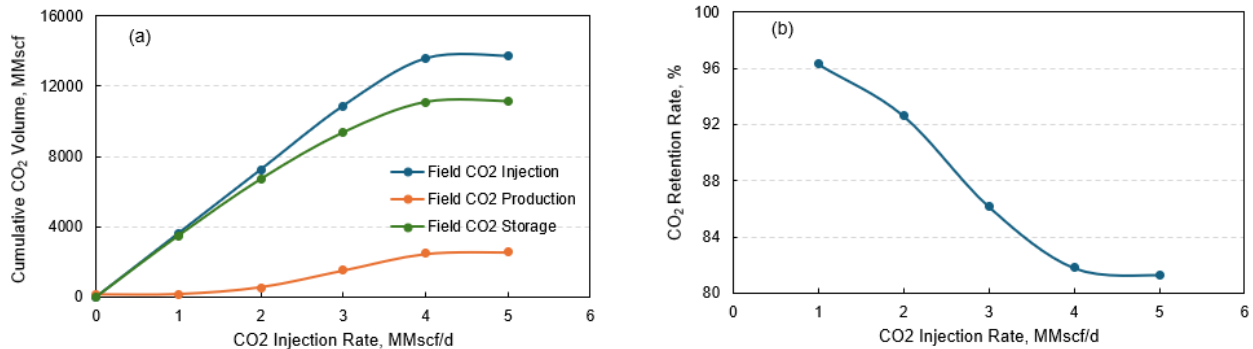 (a)
Cumulative CO₂ Volume, MMscf
16000
12000
8000
4000
0
Field CO2 Injection
Field CO2 Production
Field CO2 Storage
0 1 2 3 4 5 6
CO2 Injection Rate, MMscf/d
(b)
CO₂ Retention Rate, %
100
96
92
88
84
80
0 1 2 3 4 5 6
CO2 Injection Rate, MMscf/d